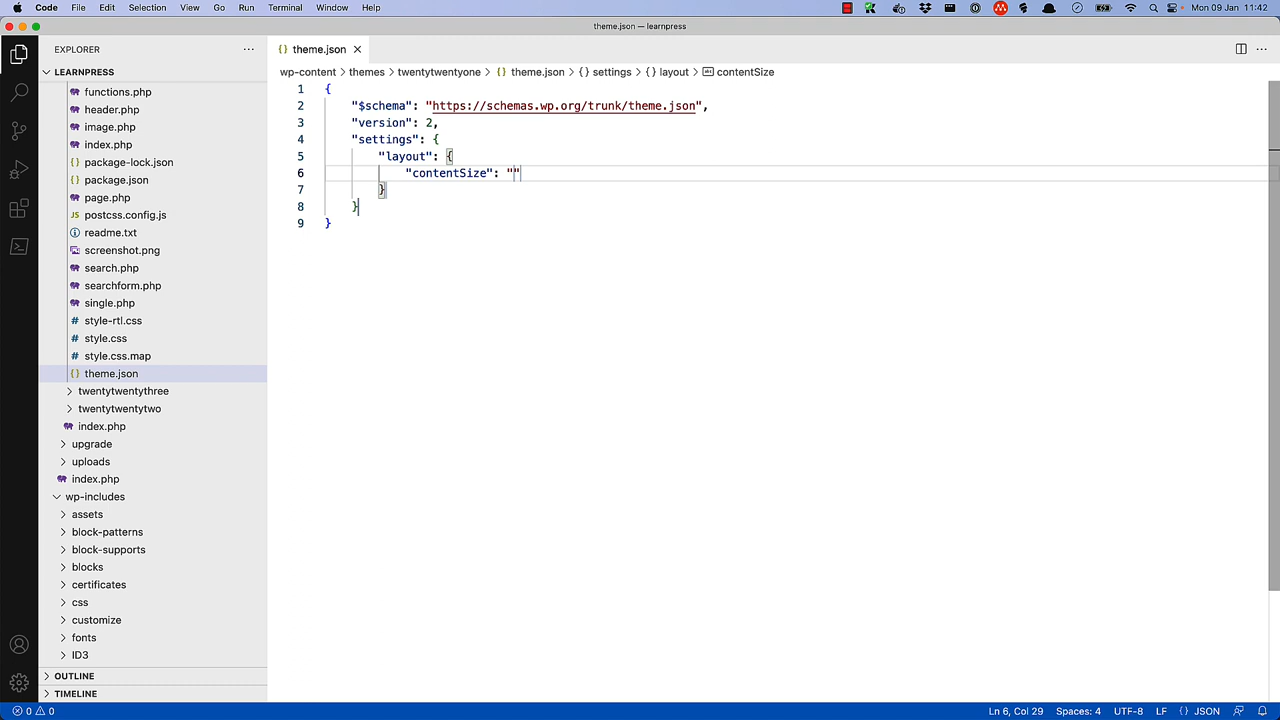 Code File Edit Selection View Go Run Terminal Window Help Mon 09 Jan 11:42
theme.json — learnpress
EXPLORER
LEARNPRESS
functions.php
header.php
image.php
index.php
package-lock.json
package.json
page.php
postcss.config.js
readme.txt
screenshot.png
search.php
searchform.php
single.php
style-rtl.css
style.css
style.css.map
theme.json
twentytwentythree
twentytwentytwo
index.php
upgrade
uploads
index.php
wp-includes
assets
block-patterns
block-supports
blocks
certificates
css
customize
fonts
ID3
OUTLINE
TIMELINE
{} theme.json
wp-content > themes > twentytwentyone > {} theme.json > {} settings > {} layout > contentSize
1 {
2 "$schema": "https://schemas.wp.org/trunk/theme.json",
3 "version": 2,
4 "settings": {
5 "layout": {
6 "contentSize": ""
7 }
8 }
9 }
0 0 Ln 6, Col 29 Spaces: 4 UTF-8 LF {} JSON